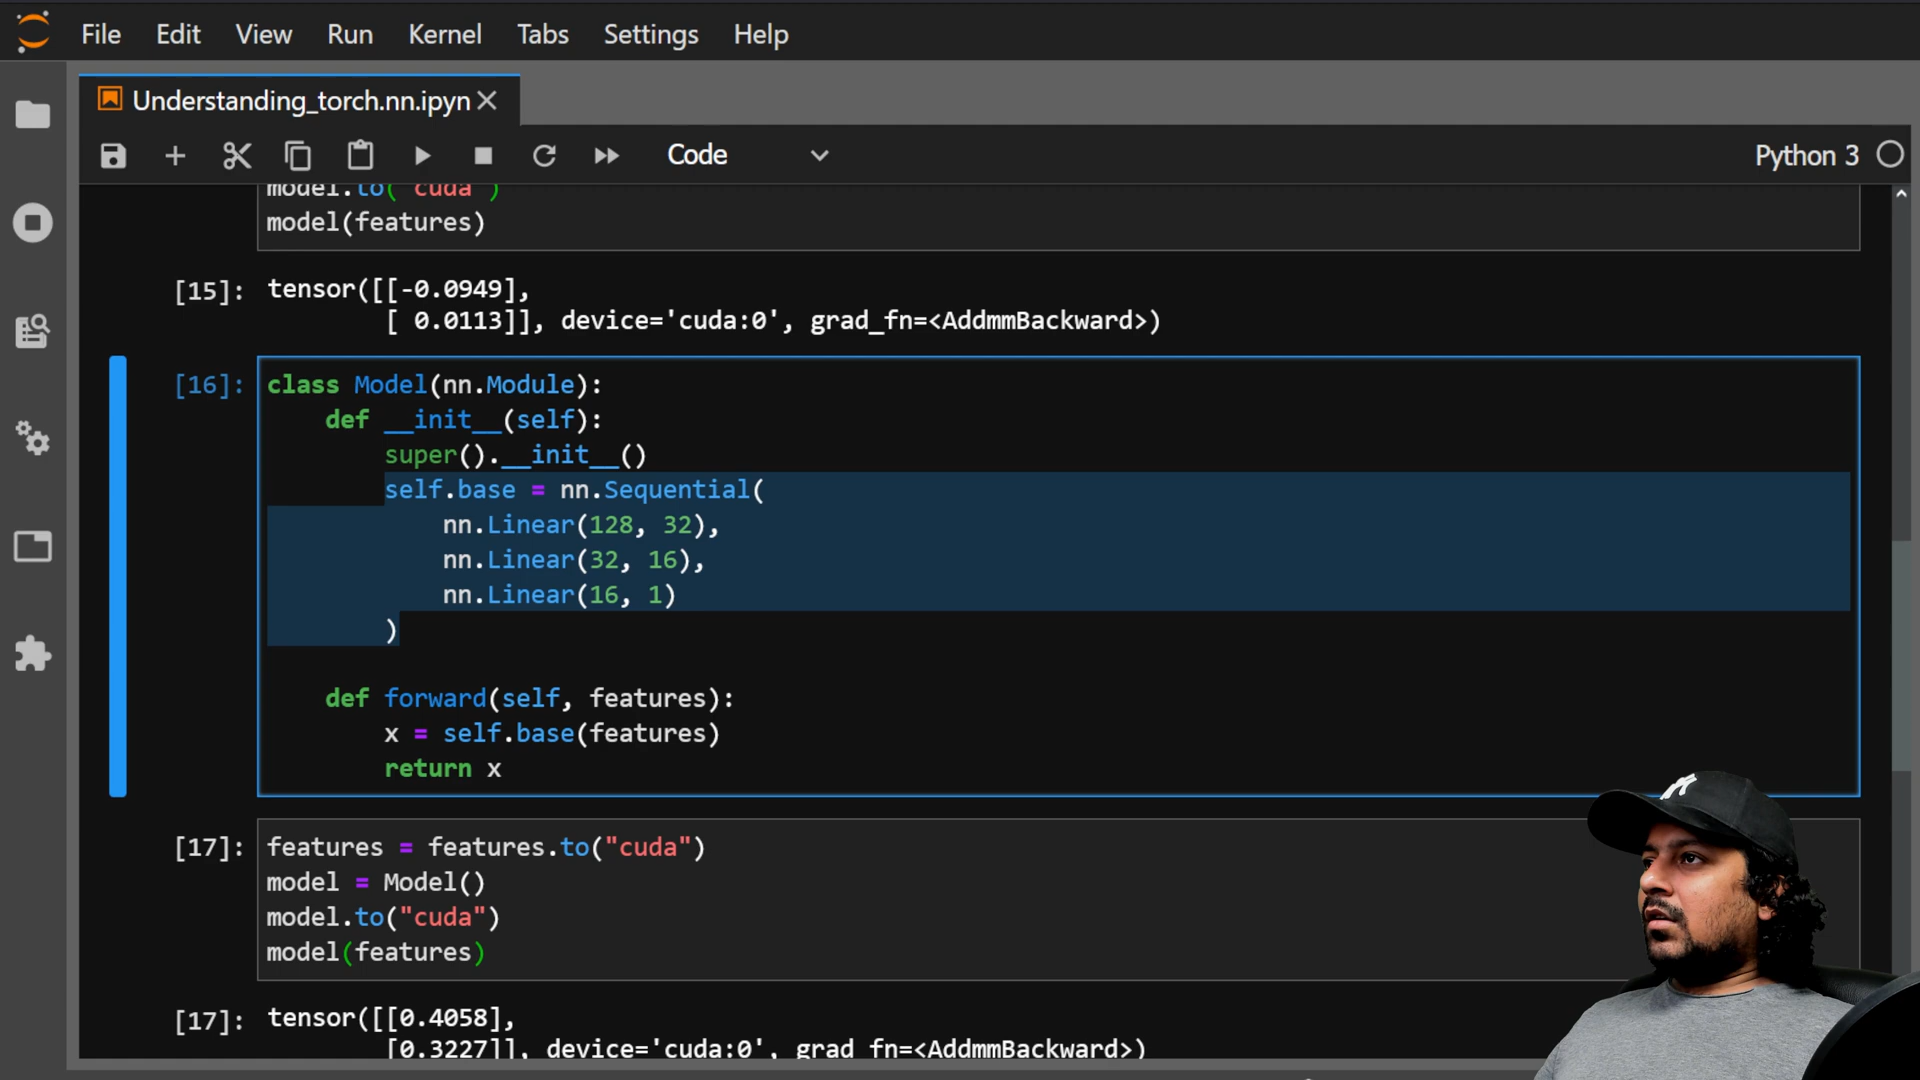 File Edit View Run Kernel Tabs Settings Help
Understanding_torch.nn.ipyn
Code
Python 3
model.to("cuda")
model(features)
[15]: tensor([[-0.0949],
[ 0.0113]], device='cuda:0', grad_fn=<AddmmBackward>)
[16]: class Model(nn.Module):
def __init__(self):
super().__init__()
self.base = nn.Sequential(
nn.Linear(128, 32),
nn.Linear(32, 16),
nn.Linear(16, 1)
)
def forward(self, features):
x = self.base(features)
return x
[17]: features = features.to("cuda")
model = Model()
model.to("cuda")
model(features)
[17]: tensor([[0.4058],
[0.3227]], device='cuda:0', grad_fn=<AddmmBackward>)